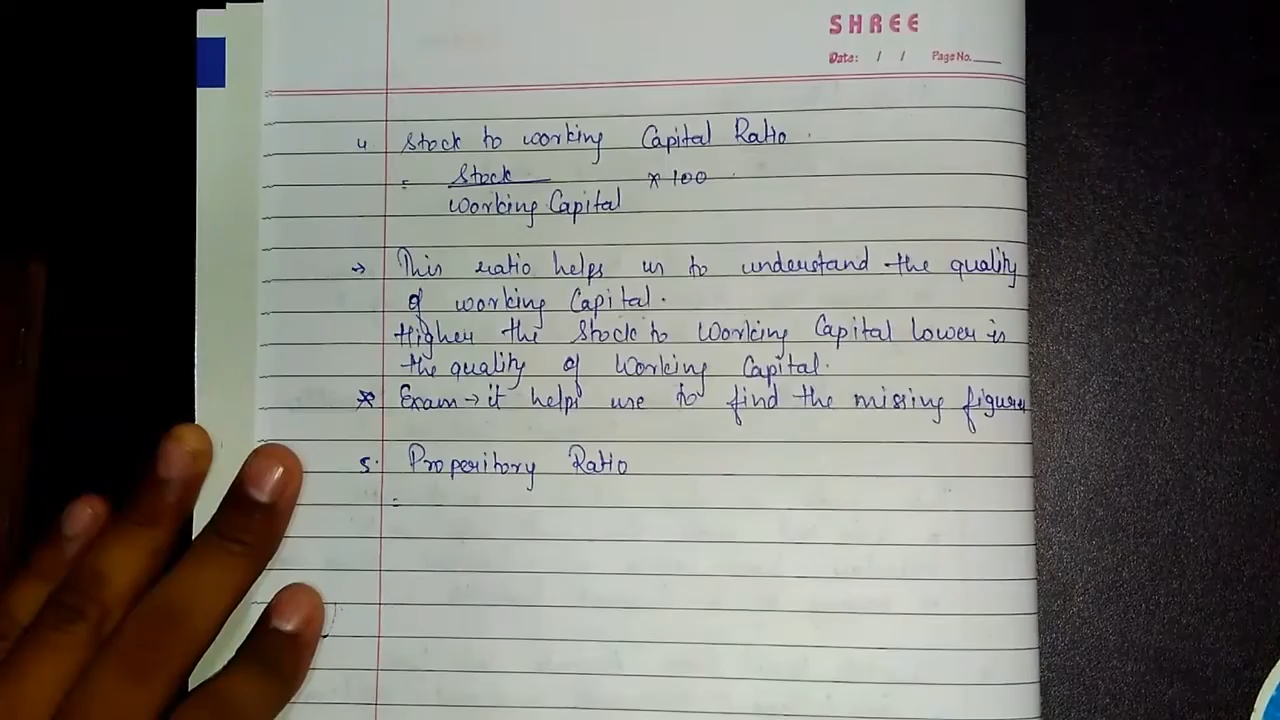 SHREE
Date: / / Page No.
4 Stock to working Capital Ratio.
= Stock × 100
Working Capital
→ This ratio helps us to understand the quality
of working Capital.
Higher the Stock to Working Capital lower is
the quality of Working Capital.
* Exam → it helps use to find the missing figures
5. Properitory Ratio
=